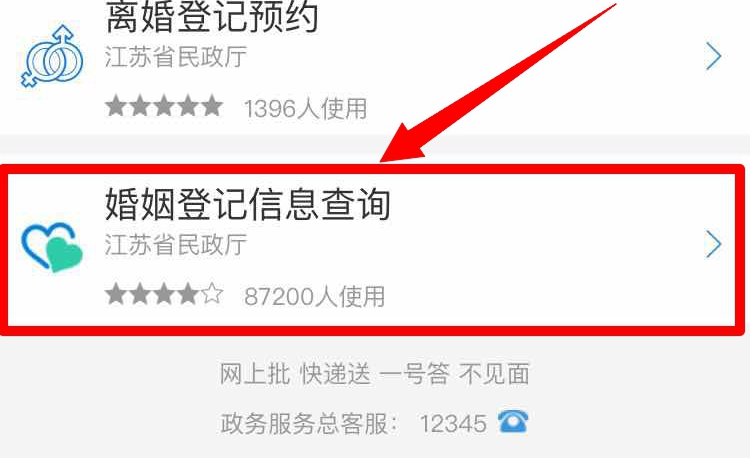 离婚登记预约
江苏省民政厅
1396人使用
婚姻登记信息查询
江苏省民政厅
87200人使用
网上批 快递送 一号答 不见面
政务服务总客服： 12345